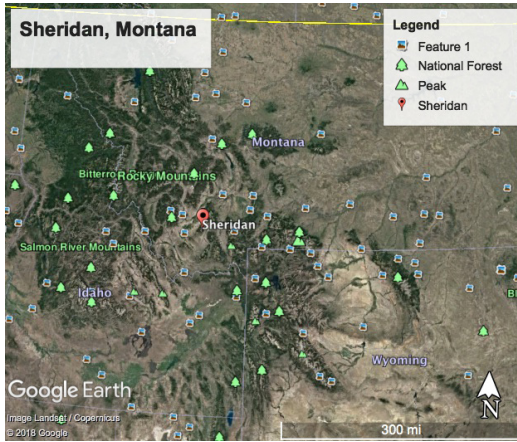 Sheridan, Montana
Legend
Feature 1
National Forest
Peak
Sheridan
Montana
Rocky Mountains
Sheridan
Salmon River Mountains
Idaho
Wyoming
Google Earth
Image Landsat / Copernicus
© 2018 Google
300 mi
N